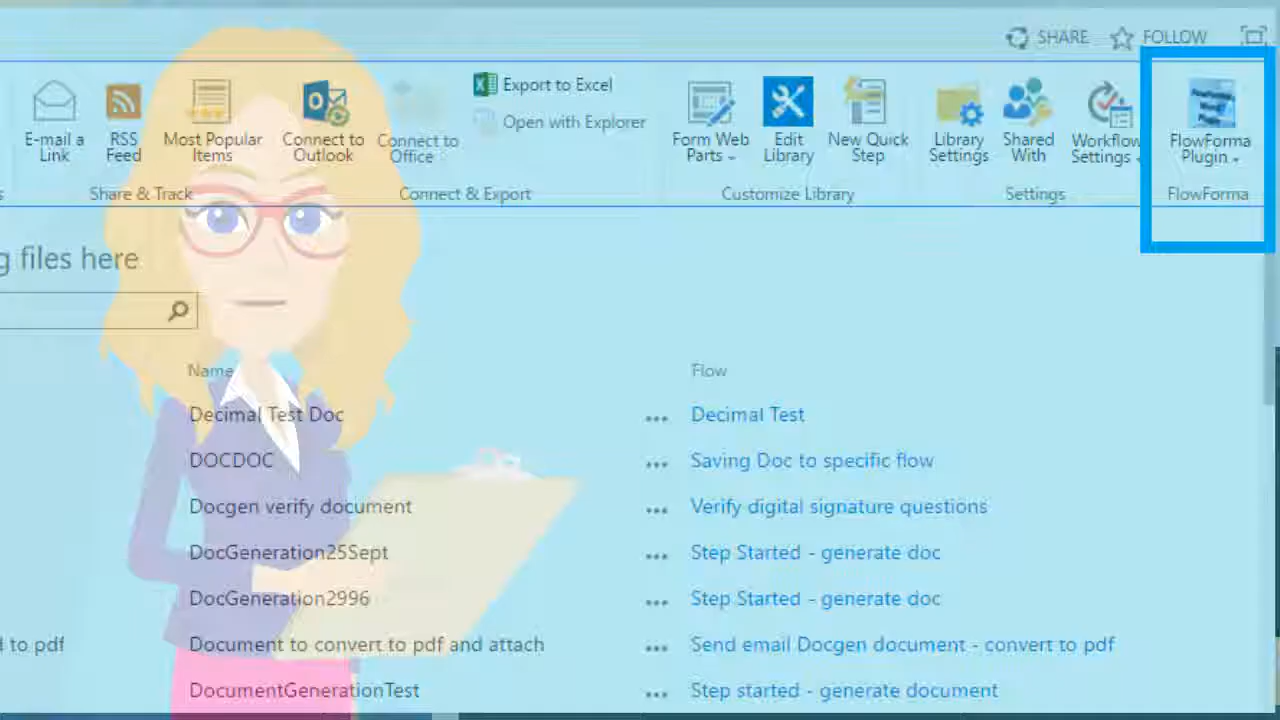 SHARE
FOLLOW
E-mail a
Link
RSS
Feed
Most Popular
Items
Connect to
Outlook
Connect to
Office
Export to Excel
Open with Explorer
Form Web
Parts
Edit
Library
New Quick
Step
Library
Settings
Shared
With
Workflow
Settings
FlowForma
Plugin
Share & Track
Connect & Export
Customize Library
Settings
FlowForma
g files here
Name
Flow
Decimal Test Doc
... Decimal Test
DOCDOC
... Saving Doc to specific flow
Docgen verify document
... Verify digital signature questions
DocGeneration25Sept
... Step Started - generate doc
DocGeneration2996
... Step Started - generate doc
d to pdf
Document to convert to pdf and attach
... Send email Docgen document - convert to pdf
DocumentGenerationTest
... Step started - generate document